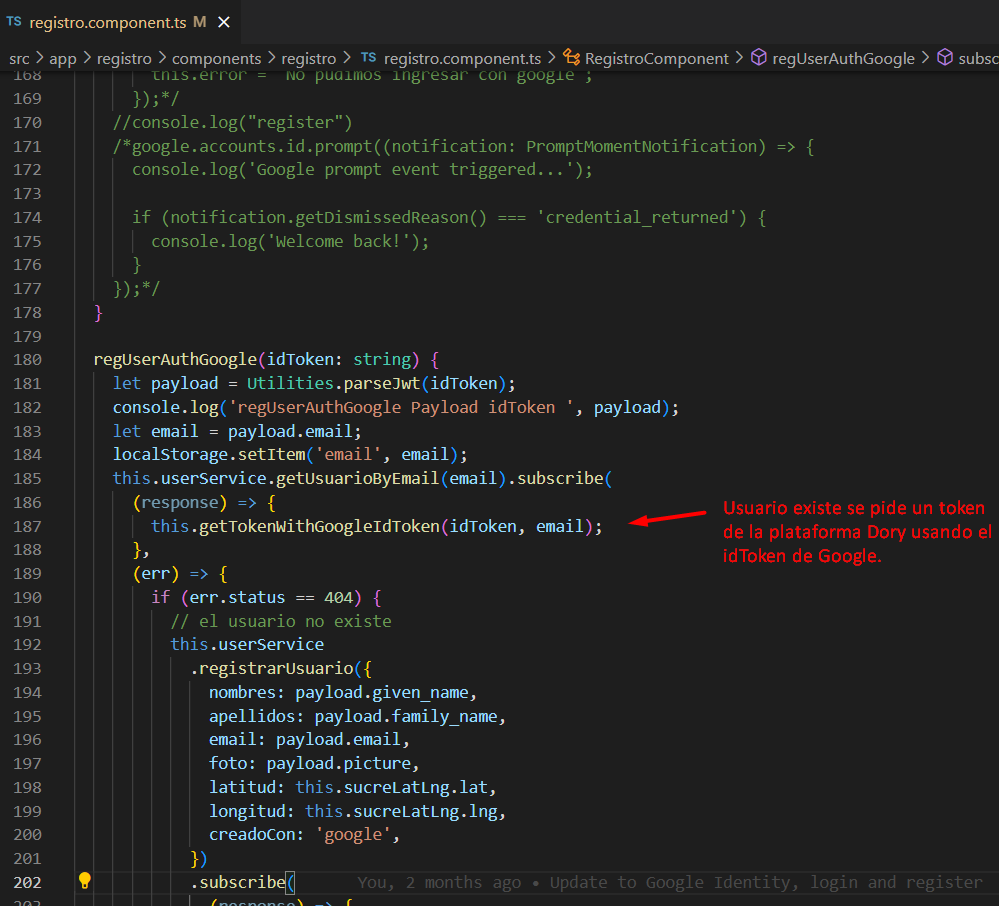 TS registro.component.ts M ✕
src > app > registro > components > registro > TS registro.component.ts > RegistroComponent > regUserAuthGoogle > subsc
168 this.error = 'No pudimos ingresar con google';
169 });*/
170 //console.log("register")
171 /*google.accounts.id.prompt((notification: PromptMomentNotification) => {
172 console.log('Google prompt event triggered...');
173
174 if (notification.getDismissedReason() === 'credential_returned') {
175 console.log('Welcome back!');
176 }
177 });*/
178 }
179
180 regUserAuthGoogle(idToken: string) {
181 let payload = Utilities.parseJwt(idToken);
182 console.log('regUserAuthGoogle Payload idToken ', payload);
183 let email = payload.email;
184 localStorage.setItem('email', email);
185 this.userService.getUsuarioByEmail(email).subscribe(
186 (response) => {
187 this.getTokenWithGoogleIdToken(idToken, email);
Usuario existe se pide un token
de la plataforma Dory usando el
idToken de Google.
188 },
189 (err) => {
190 if (err.status == 404) {
191 // el usuario no existe
192 this.userService
193 .registrarUsuario({
194 nombres: payload.given_name,
195 apellidos: payload.family_name,
196 email: payload.email,
197 foto: payload.picture,
198 latitud: this.sucreLatLng.lat,
199 longitud: this.sucreLatLng.lng,
200 creadoCon: 'google',
201 })
202 .subscribe( You, 2 months ago • Update to Google Identity, login and register
203 (response) => {